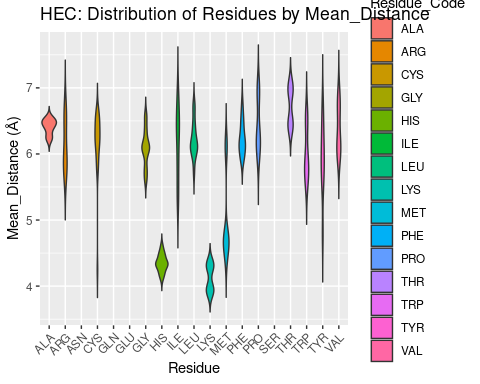 HEC: Distribution of Residues by Mean_Distance
Residue_Code
ALA
ARG
CYS
GLY
HIS
ILE
LEU
LYS
MET
PHE
PRO
THR
TRP
TYR
VAL
Mean_Distance (Å)
7
6
5
4
ALA
ARG
ASN
CYS
GLN
GLU
GLY
HIS
ILE
LEU
LYS
MET
PHE
PRO
SER
THR
TRP
TYR
VAL
Residue